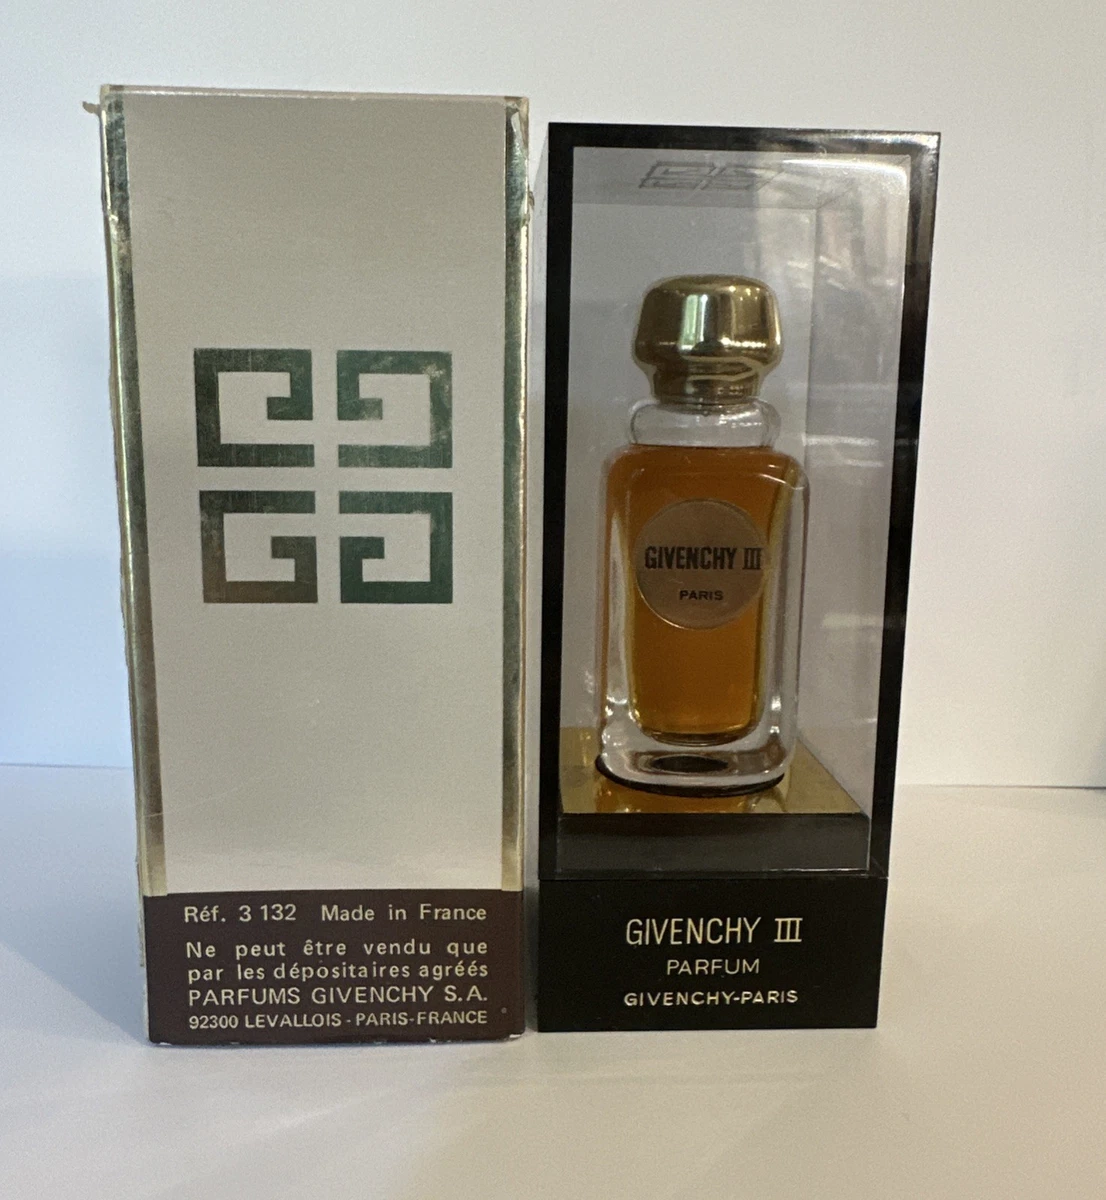 Réf. 3 132 Made in France
Ne peut être vendu que
par les dépositaires agréés
PARFUMS GIVENCHY S.A.
92300 LEVALLOIS - PARIS-FRANCE
GIVENCHY III
PARIS
GIVENCHY III
PARFUM
GIVENCHY-PARIS